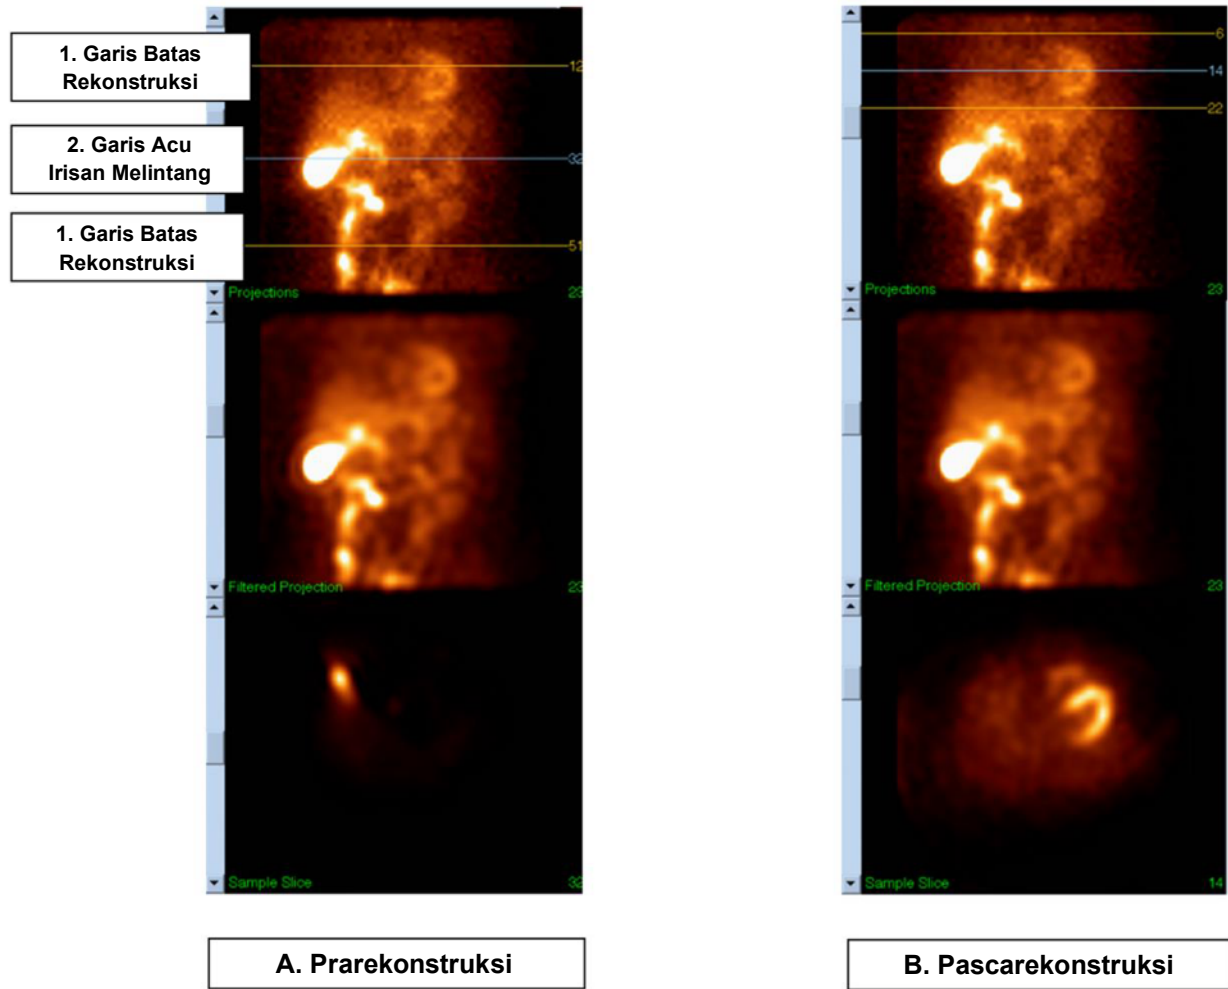 1. Garis Batas
Rekonstruksi
12
2. Garis Acu
Irisan Melintang
32
1. Garis Batas
Rekonstruksi
51
Projections 23
Filtered Projection 23
Sample Slice 32
A. Prarekonstruksi
6
14
22
Projections 23
Filtered Projection 23
Sample Slice 14
B. Pascarekonstruksi